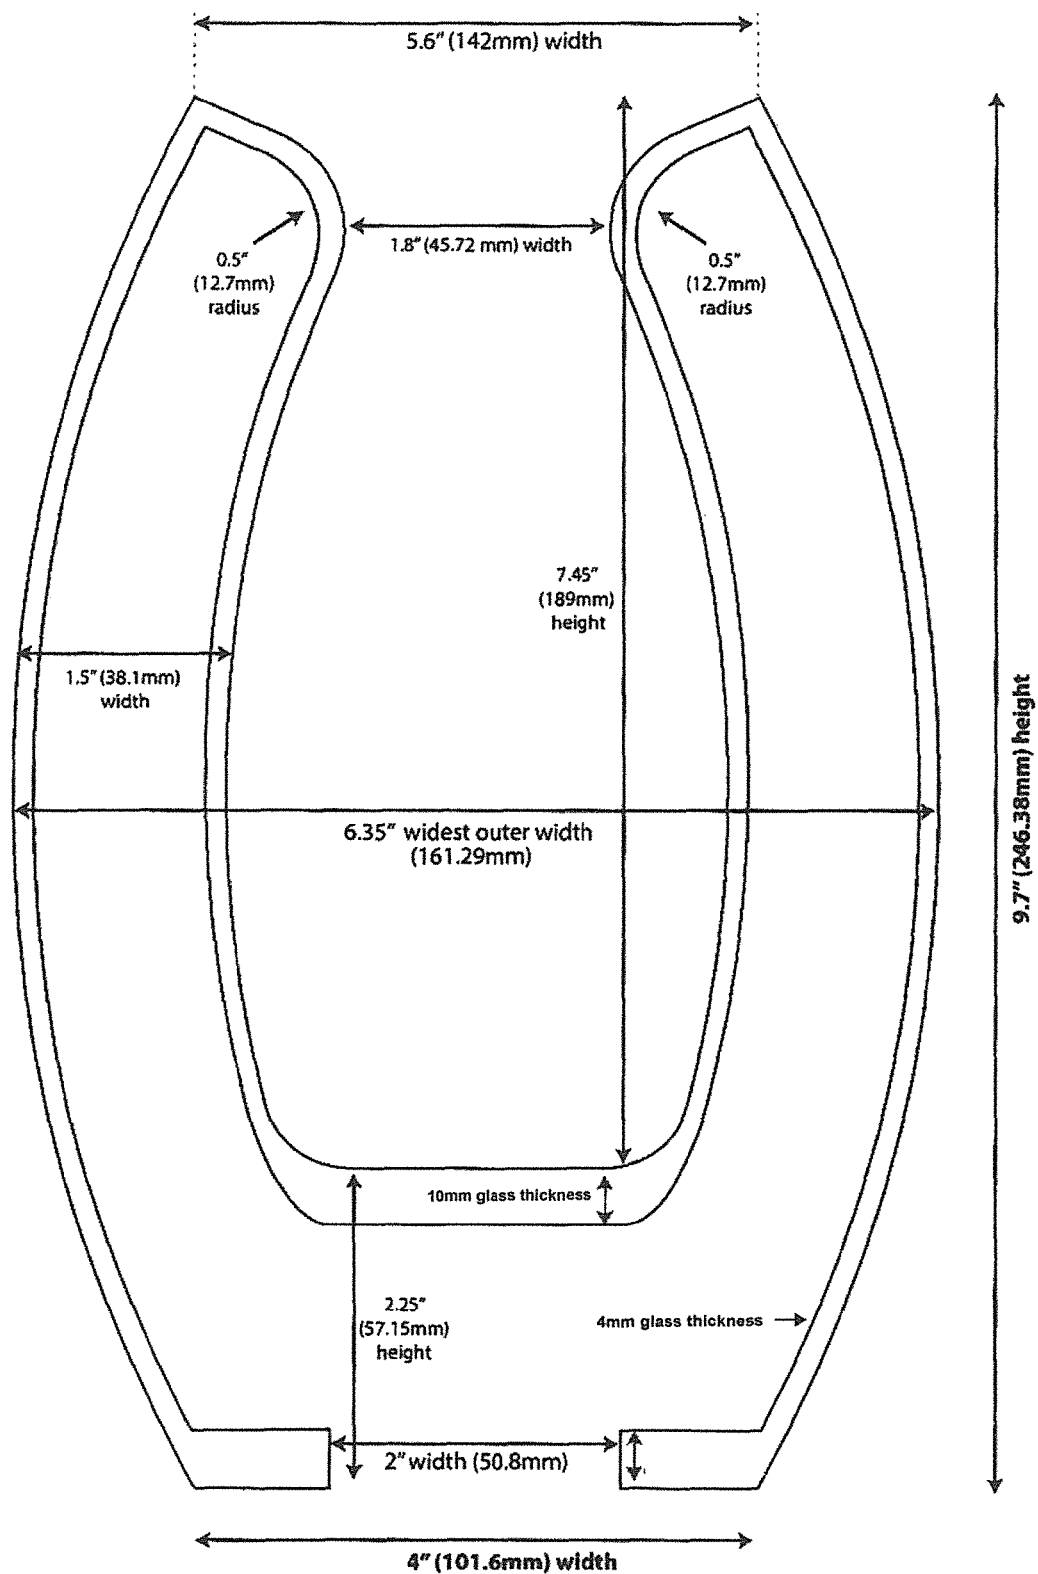 5.6" (142mm) width
1.8" (45.72 mm) width
0.5"
(12.7mm)
radius
0.5"
(12.7mm)
radius
7.45"
(189mm)
height
1.5" (38.1mm)
width
9.7" (246.38mm) height
6.35" widest outer width
(161.29mm)
10mm glass thickness
2.25"
(57.15mm)
height
4mm glass thickness
2" width (50.8mm)
4" (101.6mm) width